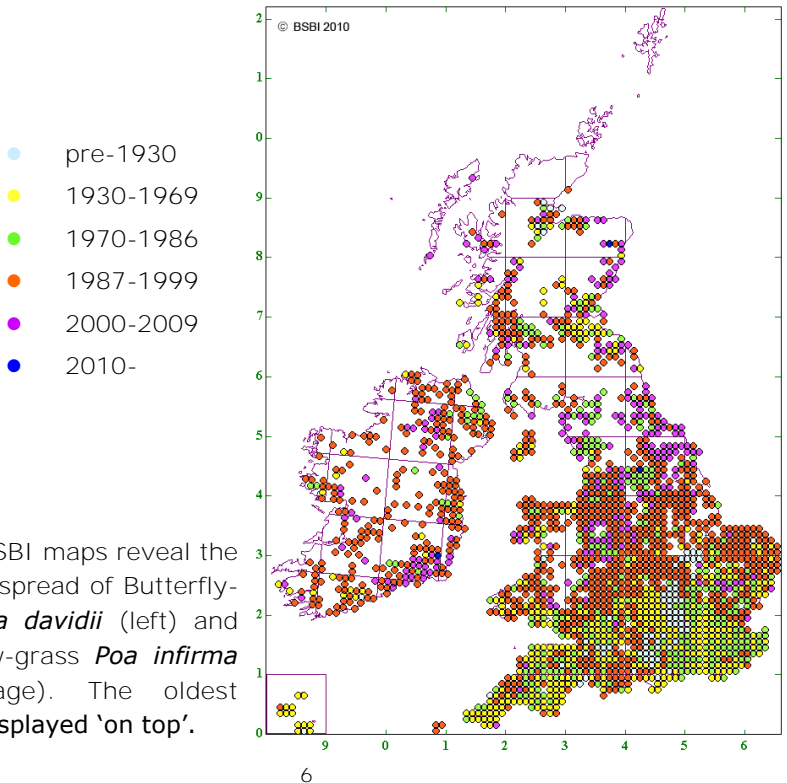 © BSBI 2010
pre-1930
1930-1969
1970-1986
1987-1999
2000-2009
2010-
SBI maps reveal the
spread of Butterfly-
a davidii (left) and
w-grass Poa infirma
age). The oldest
splayed ‘on top’.
2
1
0
9
8
7
6
5
4
3
2
1
0
9 0 1 2 3 4 5 6
6